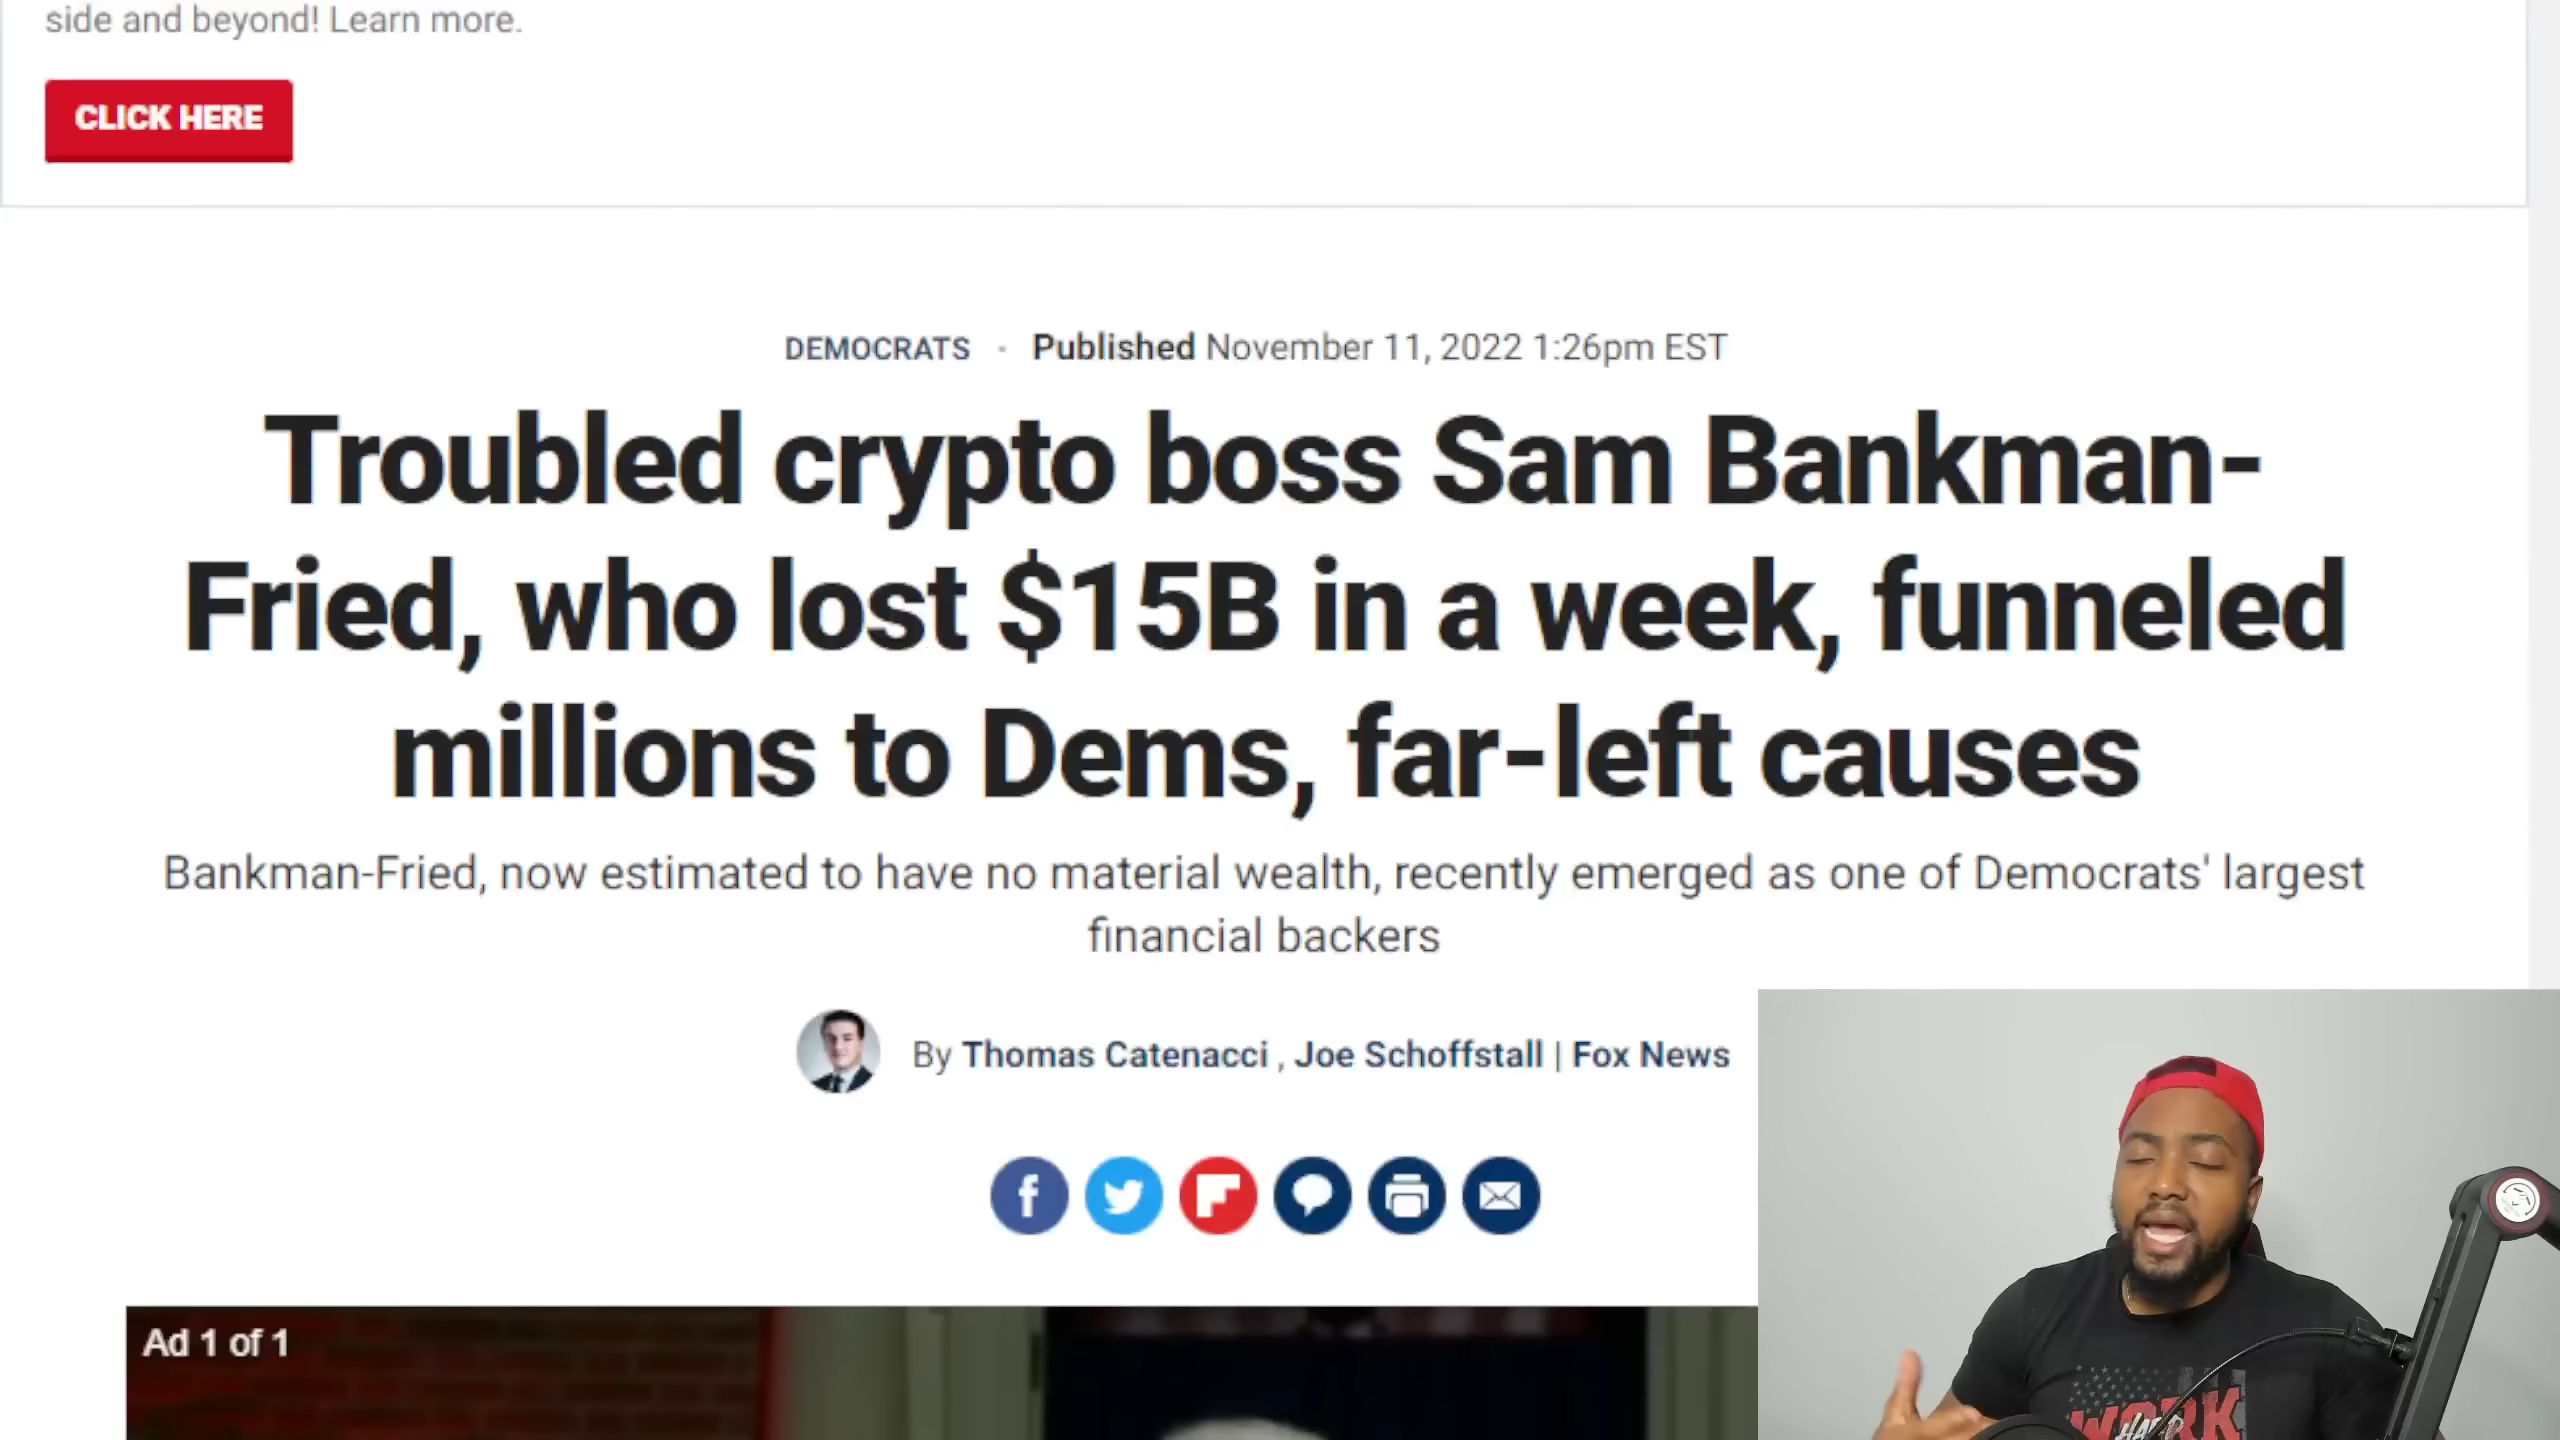 side and beyond! Learn more.
CLICK HERE
DEMOCRATS · Published November 11, 2022 1:26pm EST
Troubled crypto boss Sam Bankman-
Fried, who lost $15B in a week, funneled
millions to Dems, far-left causes
Bankman-Fried, now estimated to have no material wealth, recently emerged as one of Democrats' largest
financial backers
By Thomas Catenacci , Joe Schoffstall | Fox News
Ad 1 of 1
WORK
HARD